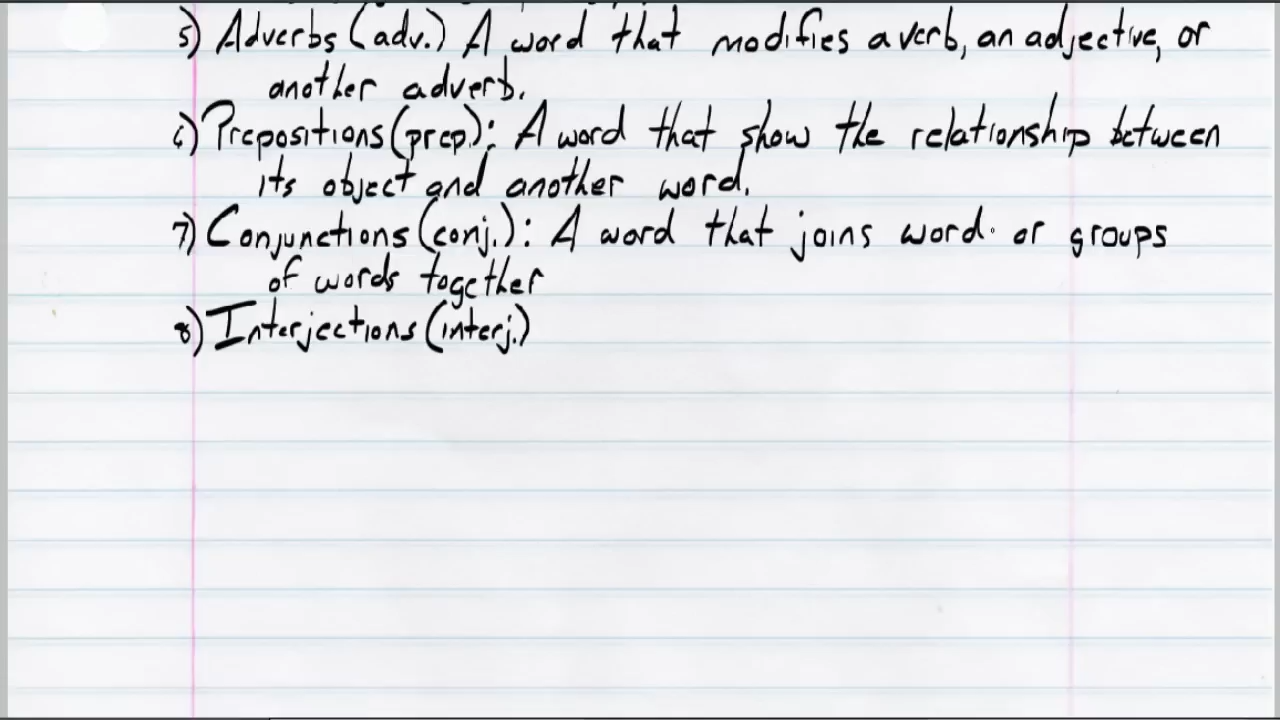 5) Adverbs (adv.) A word that modifies a verb, an adjective, or
another adverb.
6) Prepositions (prep.): A word that show the relationship between
its object and another word.
7) Conjunctions (conj.): A word that joins word or groups
of words together
8) Interjections (interj.)